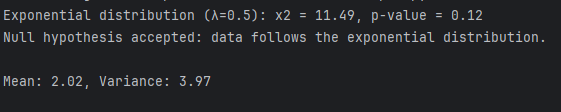 Exponential distribution (λ=0.5): x2 = 11.49, p-value = 0.12
Null hypothesis accepted: data follows the exponential distribution.
Mean: 2.02, Variance: 3.97